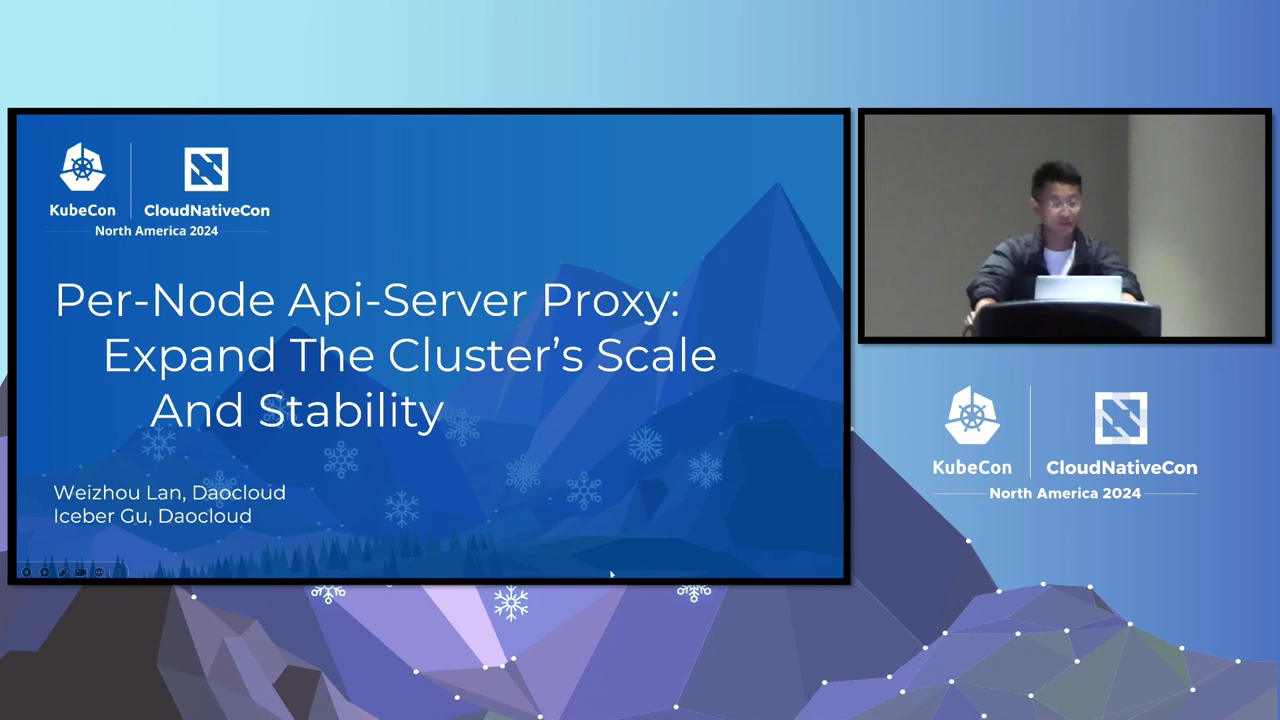 KubeCon
CloudNativeCon
North America 2024
Per-Node Api-Server Proxy:
Expand The Cluster’s Scale
And Stability
Weizhou Lan, Daocloud
Iceber Gu, Daocloud
KubeCon
CloudNativeCon
North America 2024